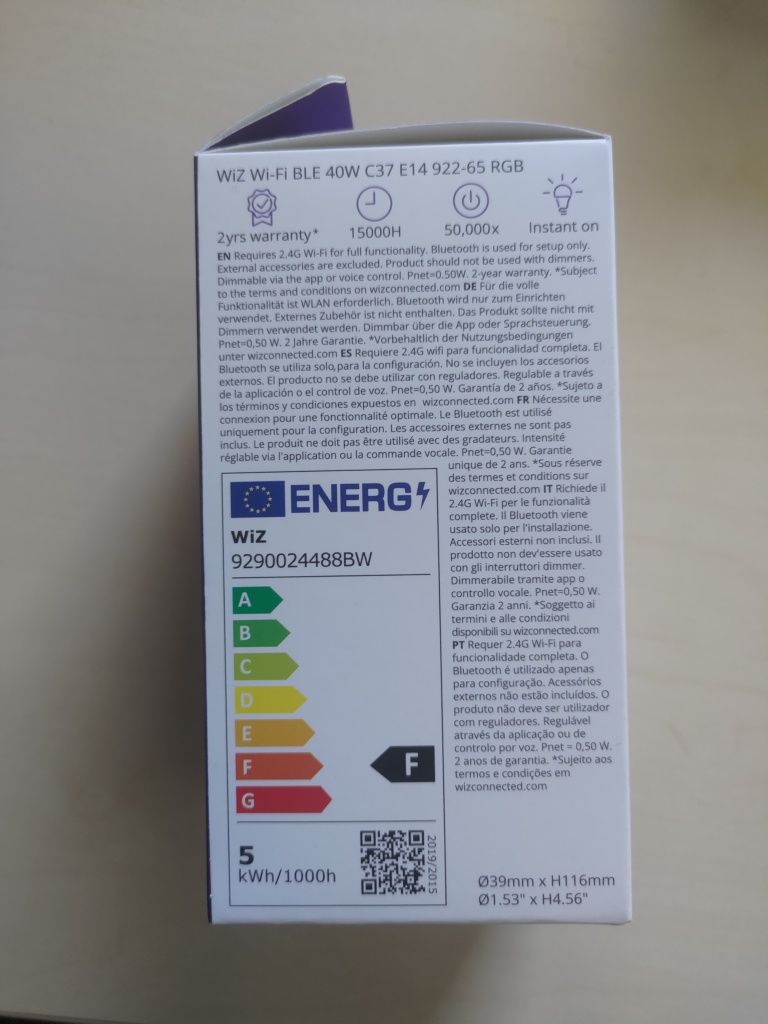 WiZ Wi-Fi BLE 40W C37 E14 922-65 RGB
2yrs warranty*
15000H
50,000x
Instant on
EN Requires 2.4G Wi-Fi for full functionality. Bluetooth is used for setup only.
External accessories are excluded. Product should not be used with dimmers.
Dimmable via the app or voice control. Pnet=0.50W. 2-year warranty. *Subject
to the terms and conditions on wizconnected.com DE Für die volle
Funktionalität ist WLAN erforderlich. Bluetooth wird nur zum Einrichten
verwendet. Externes Zubehör ist nicht enthalten. Das Produkt sollte nicht mit
Dimmern verwendet werden. Dimmbar über die App oder Sprachsteuerung.
Pnet=0,50 W. 2 Jahre Garantie. *Vorbehaltlich der Nutzungsbedingungen
unter wizconnected.com ES Requiere 2.4G wifi para funcionalidad completa. El
Bluetooth se utiliza solo para la configuración. No se incluyen los accesorios
externos. El producto no se debe utilizar con reguladores. Regulable a través
de la aplicación o el control de voz. Pnet=0,50 W. Garantía de 2 años. *Sujeto a
los términos y condiciones expuestos en wizconnected.com FR Nécessite une
connexion pour une fonctionnalité optimale. Le Bluetooth est utilisé
uniquement pour la configuration. Les accessoires externes ne sont pas
inclus. Le produit ne doit pas être utilisé avec des gradateurs. Intensité
réglable via l'application ou la commande vocale. Pnet=0,50 W. Garantie
unique de 2 ans. *Sous réserve
des termes et conditions sur
wizconnected.com IT Richiede il
2.4G Wi-Fi per le funzionalità
complete. Il Bluetooth viene
usato solo per l'installazione.
Accessori esterni non inclusi. Il
prodotto non dev'essere usato
con gli interruttori dimmer.
Dimmerabile tramite app o
controllo vocale. Pnet=0,50 W.
Garanzia 2 anni. *Soggetto ai
termini e alle condizioni
disponibili su wizconnected.com
PT Requer 2.4G Wi-Fi para
funcionalidade completa. O
Bluetooth é utilizado apenas
para configuração. Acessórios
externos não estão incluídos. O
produto não deve ser utilizador
com reguladores. Regulável
através da aplicação ou de
controlo por voz. Pnet = 0,50 W.
2 anos de garantia. *Sujeito aos
termos e condições em
wizconnected.com
ENERG
WiZ
9290024488BW
A
B
C
D
E
F
F
G
5
kWh/1000h
2019/2015
Ø39mm x H116mm
Ø1.53" x H4.56"